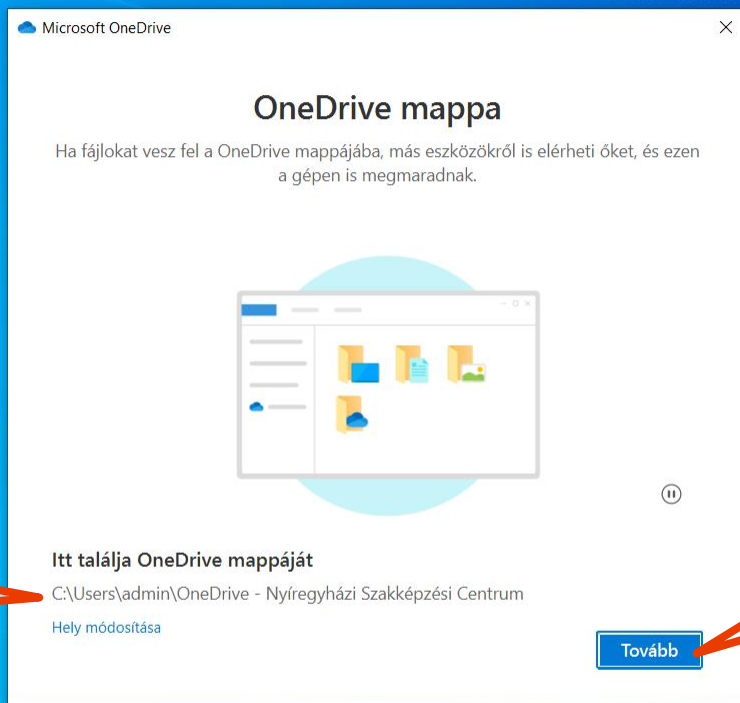 Microsoft OneDrive
OneDrive mappa
Ha fájlokat vesz fel a OneDrive mappájába, más eszközökről is elérheti őket, és ezen
a gépen is megmaradnak.
Itt találja OneDrive mappáját
C:\Users\admin\OneDrive - Nyíregyházi Szakképzési Centrum
Hely módosítása
Tovább